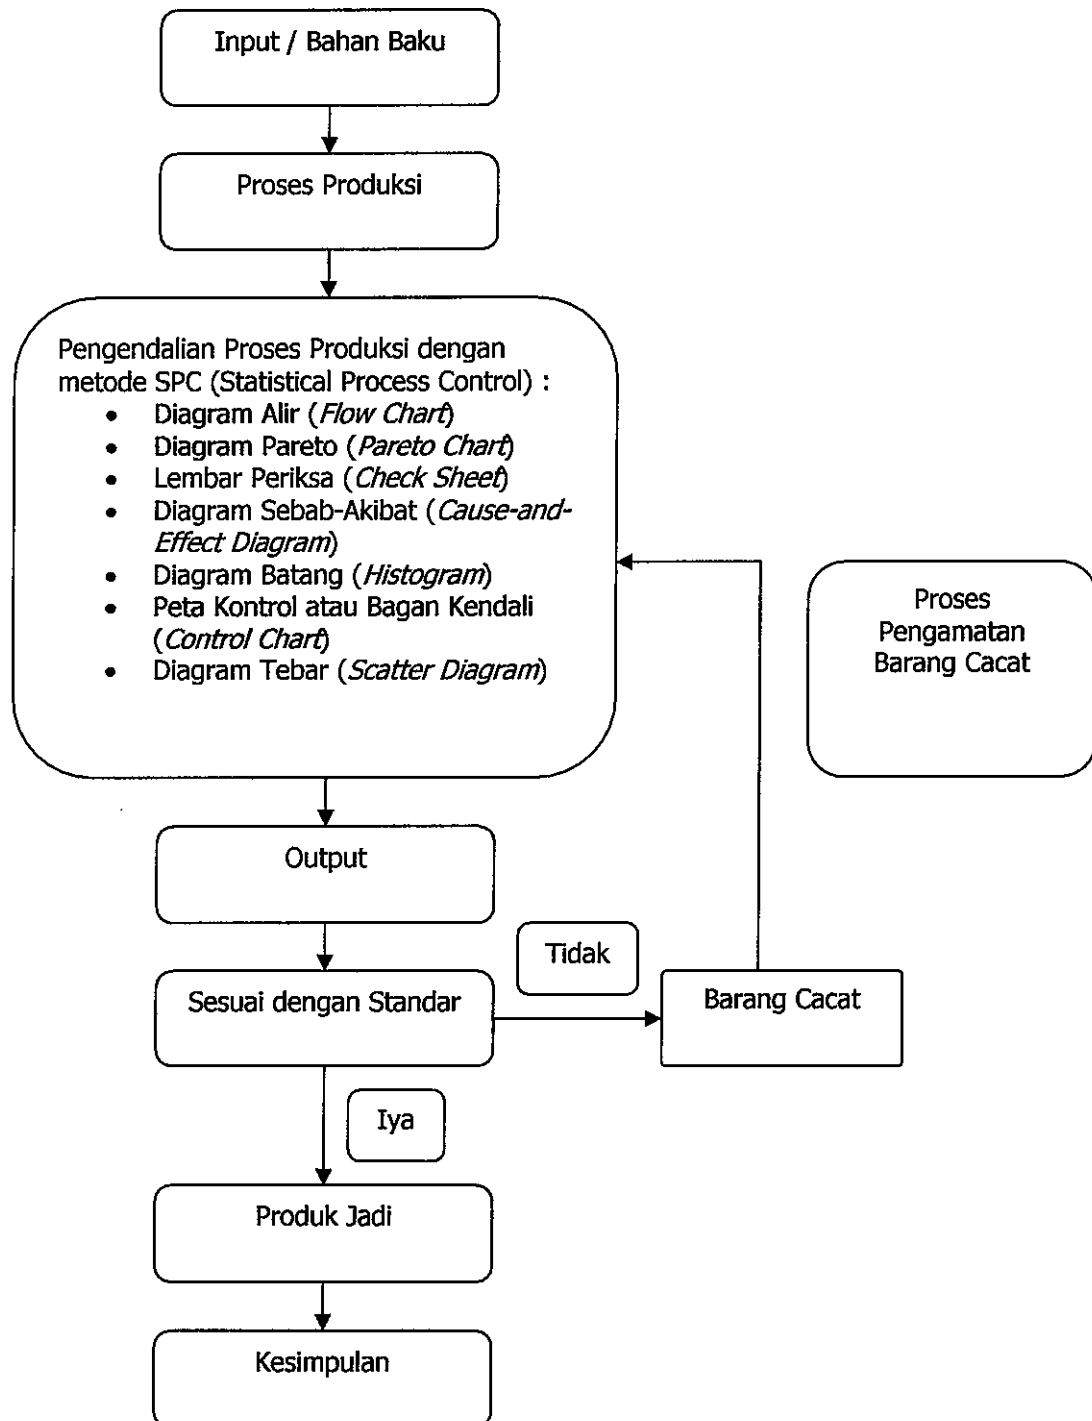 Input / Bahan Baku
Proses Produksi
Pengendalian Proses Produksi dengan
metode SPC (Statistical Process Control) :
• Diagram Alir (Flow Chart)
• Diagram Pareto (Pareto Chart)
• Lembar Periksa (Check Sheet)
• Diagram Sebab-Akibat (Cause-and-
Effect Diagram)
• Diagram Batang (Histogram)
• Peta Kontrol atau Bagan Kendali
(Control Chart)
• Diagram Tebar (Scatter Diagram)
Proses
Pengamatan
Barang Cacat
Output
Tidak
Sesuai dengan Standar
Barang Cacat
Iya
Produk Jadi
Kesimpulan